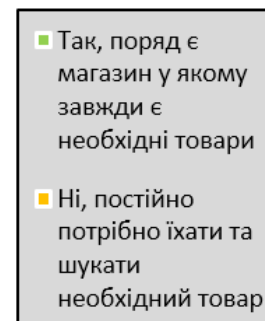 Так, поряд є
магазин у якому
завжди є
необхідні товари
Ні, постійно
потрібно їхати та
шукати
необхідний товар